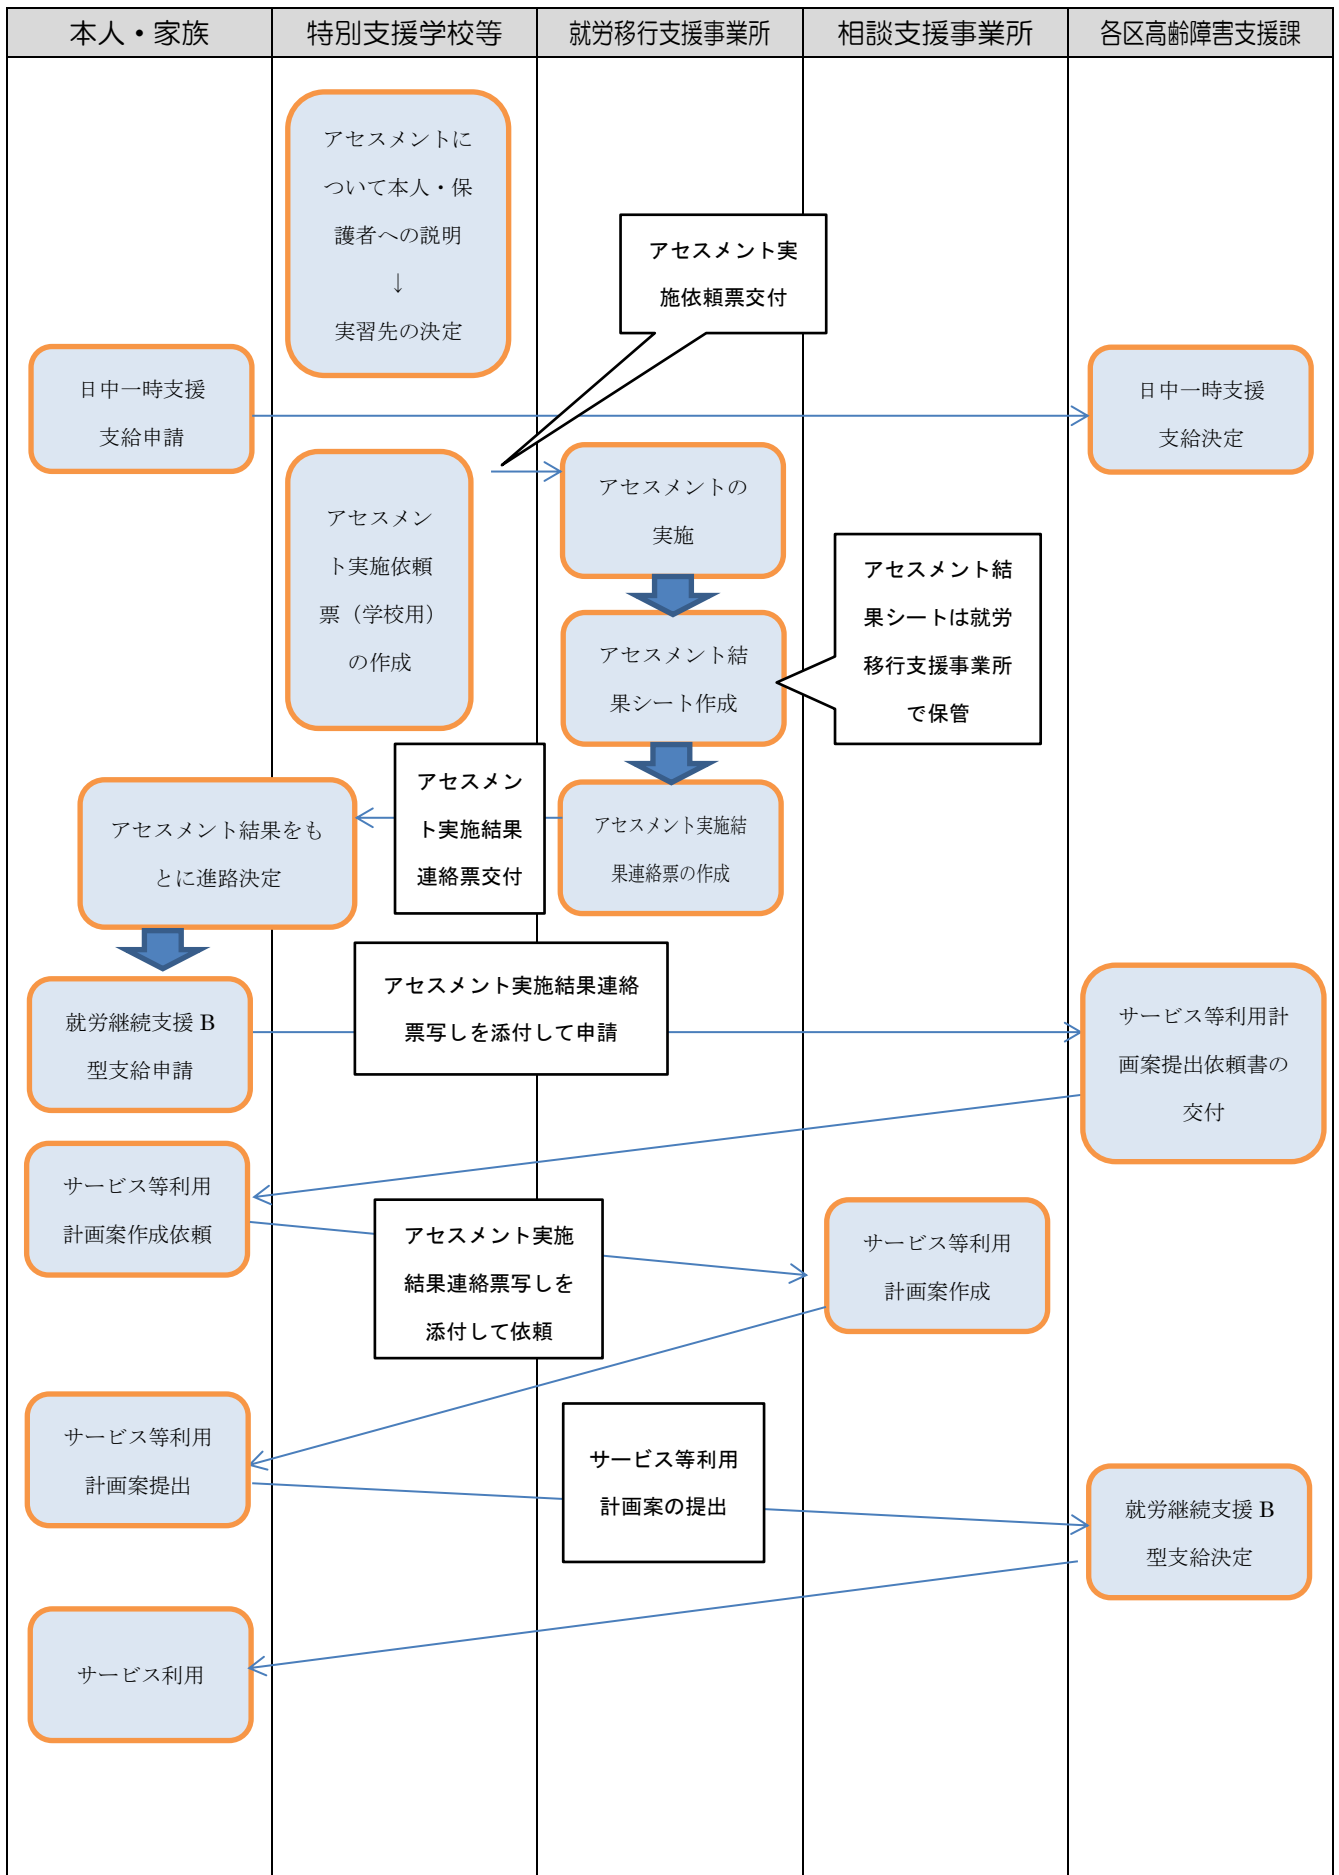 本人・家族
特別支援学校等
就労移行支援事業所
相談支援事業所
各区高齢障害支援課
アセスメントに
ついて本人・保
護者への説明
↓
実習先の決定
アセスメント実
施依頼票交付
日中一時支援
支給申請
日中一時支援
支給決定
アセスメン
ト実施依頼
票（学校用）
の作成
アセスメントの
実施
アセスメント結
果シート作成
アセスメント結
果シートは就労
移行支援事業所
で保管
アセスメント実施結
果連絡票の作成
アセスメン
ト実施結果
連絡票交付
アセスメント結果をも
とに進路決定
就労継続支援 B
型支給申請
アセスメント実施結果連絡
票写しを添付して申請
サービス等利用計
画案提出依頼書の
交付
サービス等利用
計画案作成依頼
アセスメント実施
結果連絡票写しを
添付して依頼
サービス等利用
計画案作成
サービス等利用
計画案提出
サービス等利用
計画案の提出
就労継続支援 B
型支給決定
サービス利用